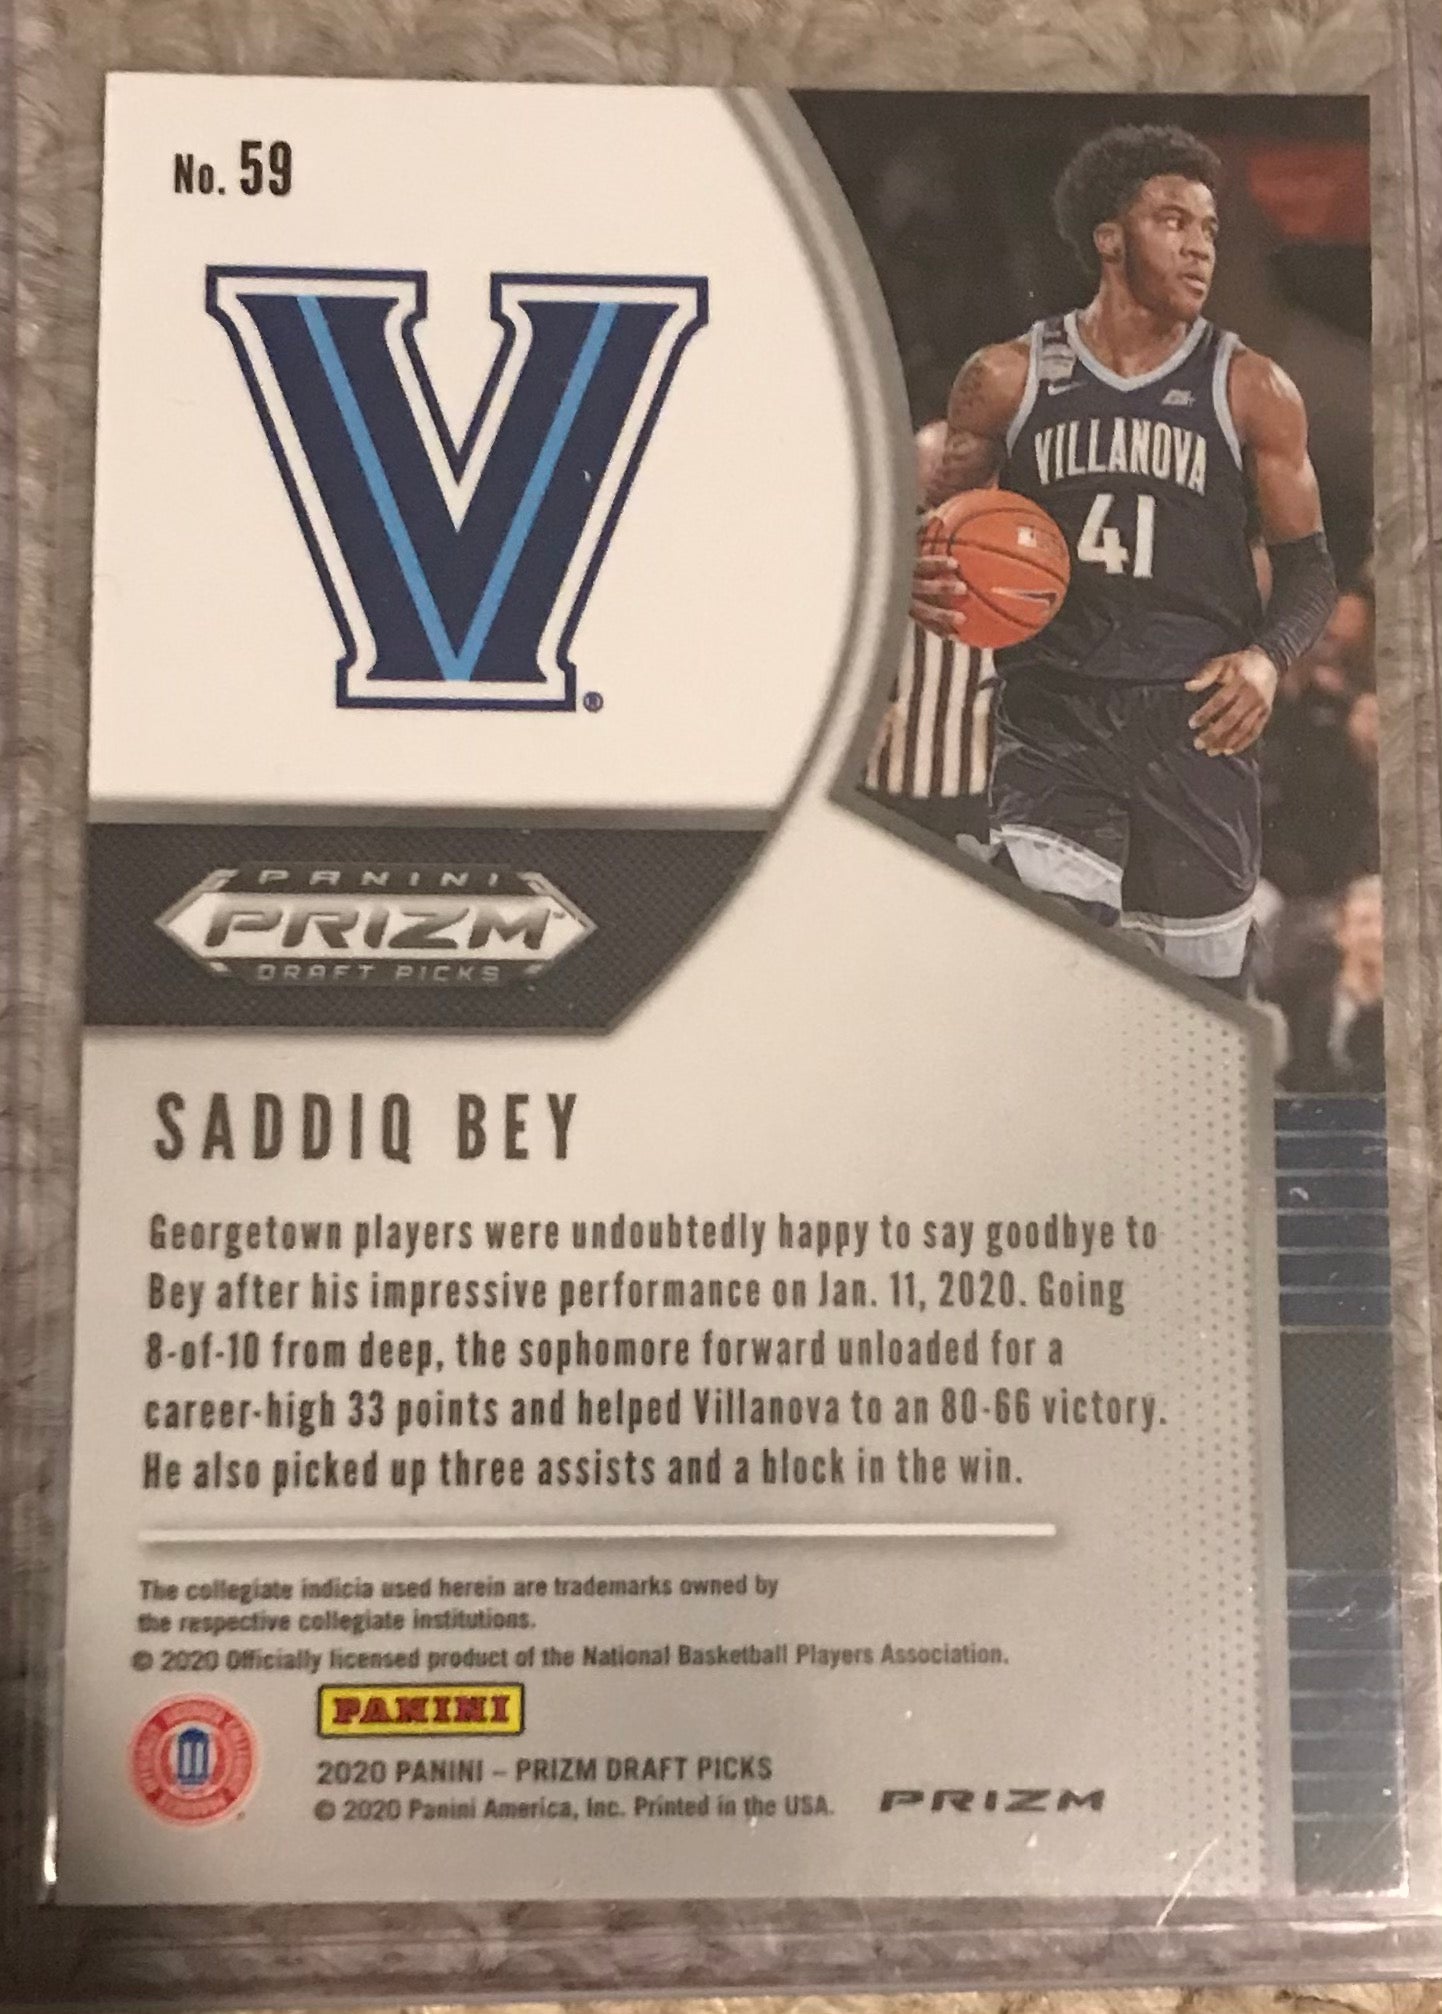 No. 59
V
®
VILLANOVA
41
PANINI
PRIZM
DRAFT PICKS
SADDIQ BEY
Georgetown players were undoubtedly happy to say goodbye to
Bey after his impressive performance on Jan. 11, 2020. Going
8-of-10 from deep, the sophomore forward unloaded for a
career-high 33 points and helped Villanova to an 80-66 victory.
He also picked up three assists and a block in the win.
The collegiate indicia used herein are trademarks owned by
the respective collegiate institutions.
© 2020 Officially licensed product of the National Basketball Players Association.
PANINI
2020 PANINI – PRIZM DRAFT PICKS
© 2020 Panini America, Inc. Printed in the USA.
PRIZM